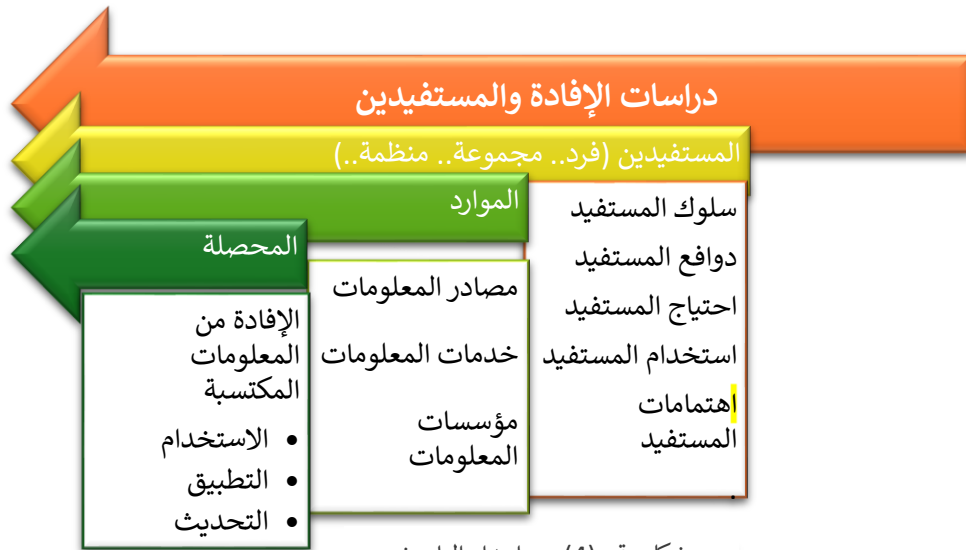 دراسات الإفادة والمستفيدين
المستفيدين (فرد.. مجموعة.. منظمة..)
سلوك المستفيد
دوافع المستفيد
احتياج المستفيد
استخدام المستفيد
اهتمامات
المستفيد
.
الموارد
مصادر المعلومات
خدمات المعلومات
مؤسسات
المعلومات
المحصلة
الإفادة من
المعلومات
المكتسبة
• الاستخدام
• التطبيق
• التحديث